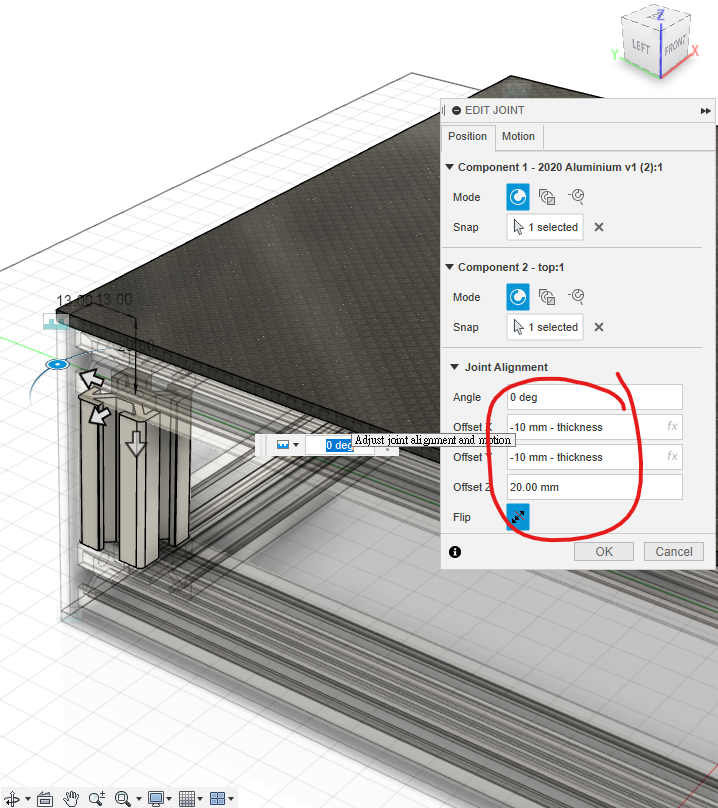 Z
LEFT
FRONT
Y
X
EDIT JOINT
Position
Motion
Component 1 - 2020 Aluminium v1 (2):1
Mode
Snap
1 selected
Component 2 - top:1
Mode
13.00
13.00
Snap
1 selected
Joint Alignment
Angle
0 deg
Offset X
-10 mm - thickness
fx
0 deg
Adjust joint alignment and motion
Offset Y
-10 mm - thickness
fx
Offset Z
20.00 mm
Flip
OK
Cancel